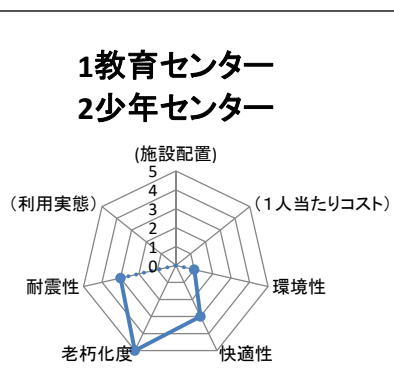 1教育センター
2少年センター
(施設配置)
5
4
3
2
1
0
（利用実態）
（１人当たりコスト）
耐震性
環境性
老朽化度
快適性